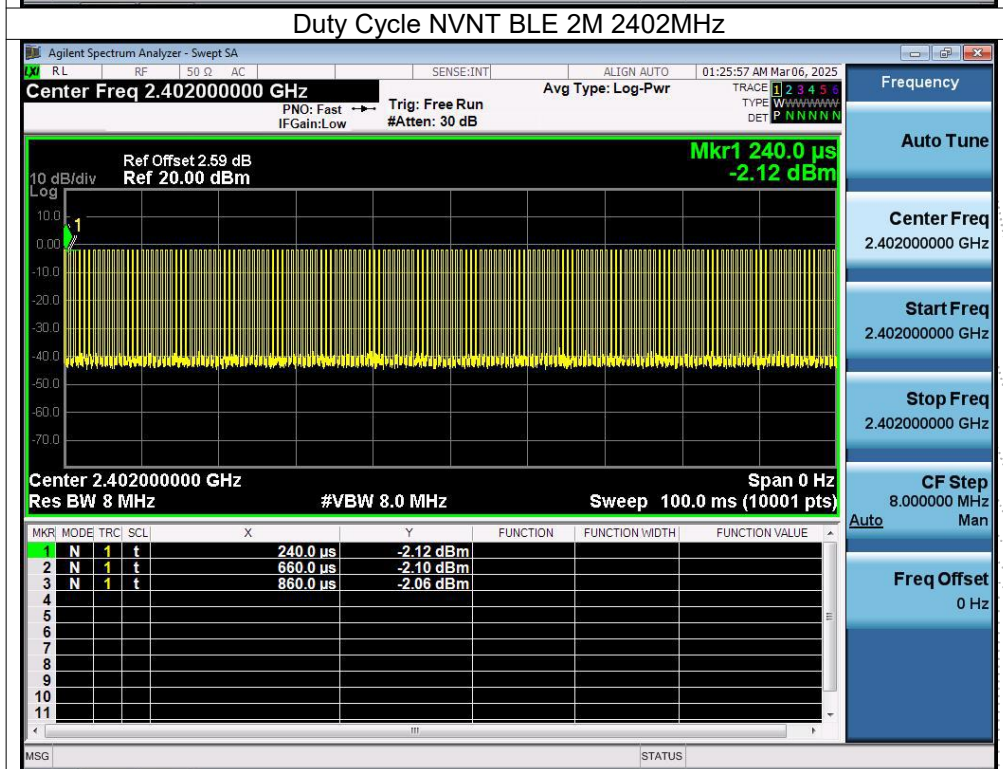 Duty Cycle NVNT BLE 2M 2402MHz
Agilent Spectrum Analyzer - Swept SA
LXI RL RF 50 Ω AC SENSE:INT ALIGN AUTO 01:25:57 AM Mar 06, 2025
Center Freq 2.402000000 GHz
PNO: Fast
IFGain:Low
Trig: Free Run
#Atten: 30 dB
Avg Type: Log-Pwr
TRACE 1 2 3 4 5 6
TYPE WWWWWW
DET P N N N N N
Mkr1 240.0 µs
-2.12 dBm
Ref Offset 2.59 dB
Ref 20.00 dBm
10 dB/div
Log
10.0
0.00
-10.0
-20.0
-30.0
-40.0
-50.0
-60.0
-70.0
1
Center 2.402000000 GHz Span 0 Hz
Res BW 8 MHz #VBW 8.0 MHz Sweep 100.0 ms (10001 pts)
MKR MODE TRC SCL X Y FUNCTION FUNCTION WIDTH FUNCTION VALUE
1 N 1 t 240.0 µs -2.12 dBm
2 N 1 t 660.0 µs -2.10 dBm
3 N 1 t 860.0 µs -2.06 dBm
4
5
6
7
8
9
10
11
MSG STATUS
Frequency
Auto Tune
Center Freq
2.402000000 GHz
Start Freq
2.402000000 GHz
Stop Freq
2.402000000 GHz
CF Step
8.000000 MHz
Auto Man
Freq Offset
0 Hz